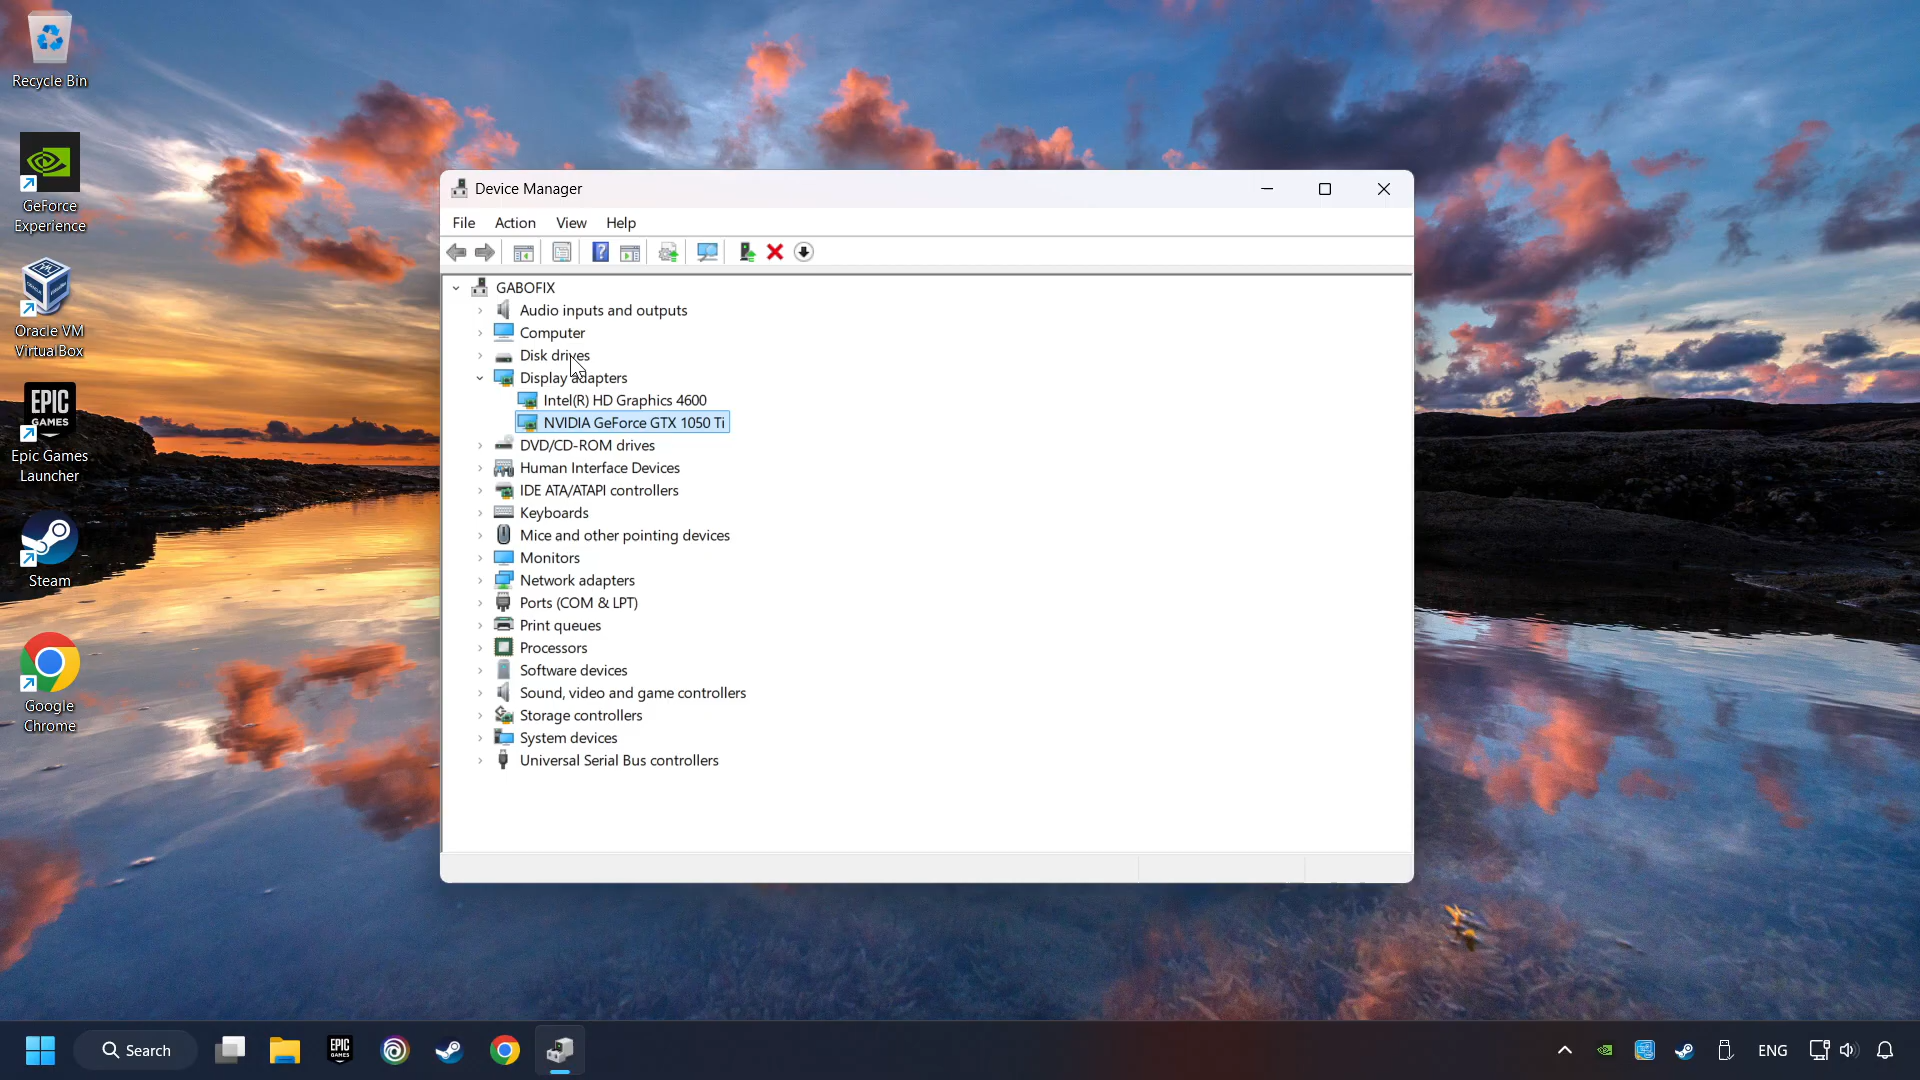 Recycle Bin
GeForce
Experience
Oracle VM
VirtualBox
EPIC
GAMES
Epic Games
Launcher
Steam
Google
Chrome
Device Manager
File Action View Help
GABOFIX
Audio inputs and outputs
Computer
Disk drives
Display adapters
Intel(R) HD Graphics 4600
NVIDIA GeForce GTX 1050 Ti
DVD/CD-ROM drives
Human Interface Devices
IDE ATA/ATAPI controllers
Keyboards
Mice and other pointing devices
Monitors
Network adapters
Ports (COM & LPT)
Print queues
Processors
Software devices
Sound, video and game controllers
Storage controllers
System devices
Universal Serial Bus controllers
Search
EPIC
GAMES
ENG